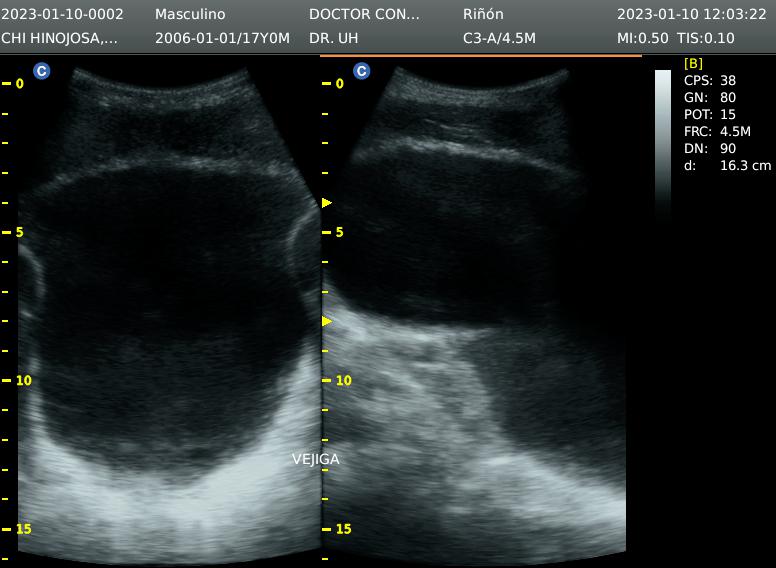 2023-01-10-0002 Masculino DOCTOR CON... Riñón 2023-01-10 12:03:22
CHI HINOJOSA,... 2006-01-01/17Y0M DR. UH C3-A/4.5M MI:0.50 TIS:0.10
C C [B]
0 0 CPS: 38
GN: 80
POT: 15
FRC: 4.5M
DN: 90
d: 16.3 cm
5 5
10 10
VEJIGA
15 15